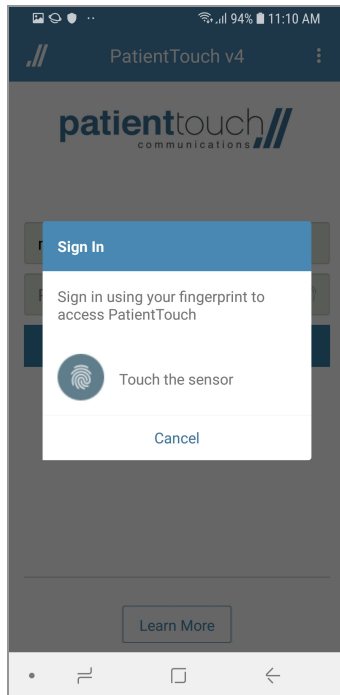 94% 11:10 AM
PatientTouch v4
patienttouch
communications
Sign In
Sign in using your fingerprint to
access PatientTouch
Touch the sensor
Cancel
Learn More